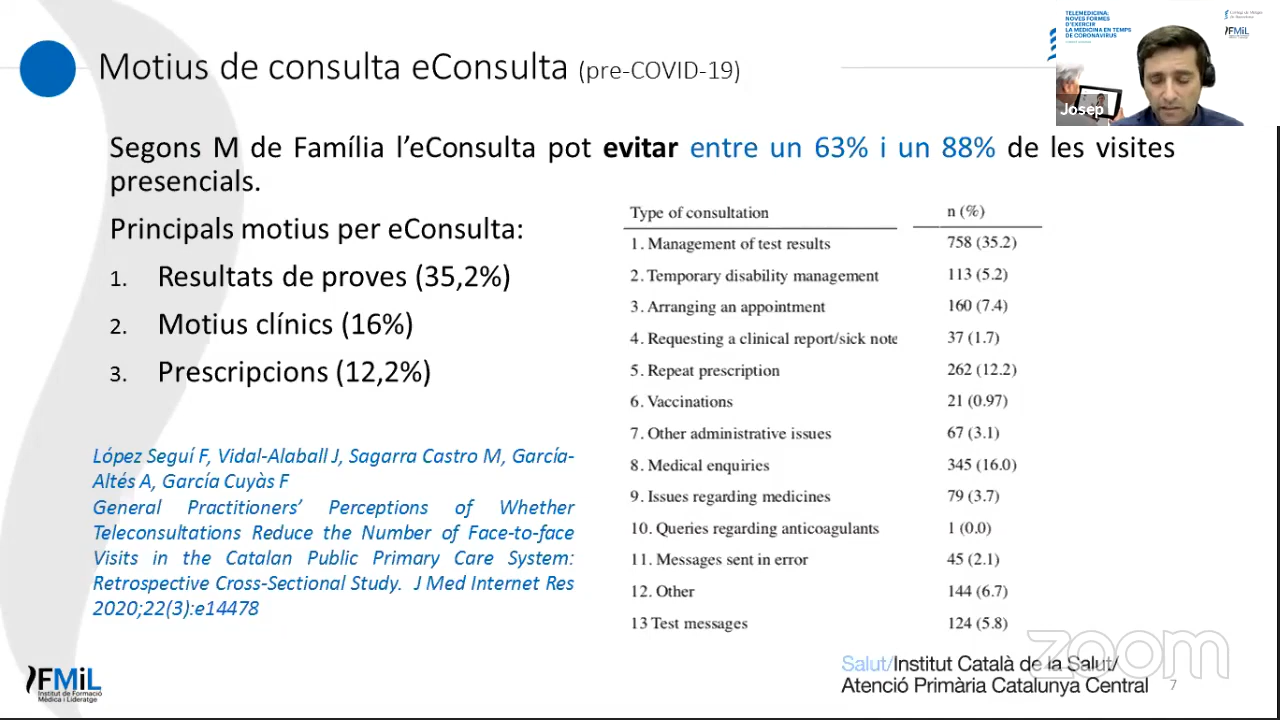 Motius de consulta eConsulta (pre-COVID-19)
TELEMEDICINA:
NOVES FORMES
D'EXERCIR
LA MEDICINA EN TEMPS
DE CORONAVIRUS
FMiL
Josep
Segons M de Família l’eConsulta pot evitar entre un 63% i un 88% de les visites
presencials.
Principals motius per eConsulta:
1. Resultats de proves (35,2%)
2. Motius clínics (16%)
3. Prescripcions (12,2%)
Type of consultation n (%)
1. Management of test results 758 (35.2)
2. Temporary disability management 113 (5.2)
3. Arranging an appointment 160 (7.4)
4. Requesting a clinical report/sick note 37 (1.7)
5. Repeat prescription 262 (12.2)
6. Vaccinations 21 (0.97)
7. Other administrative issues 67 (3.1)
8. Medical enquiries 345 (16.0)
9. Issues regarding medicines 79 (3.7)
10. Queries regarding anticoagulants 1 (0.0)
11. Messages sent in error 45 (2.1)
12. Other 144 (6.7)
13 Test messages 124 (5.8)
López Seguí F, Vidal-Alaball J, Sagarra Castro M, García-
Altés A, García Cuyàs F
General Practitioners’ Perceptions of Whether
Teleconsultations Reduce the Number of Face-to-face
Visits in the Catalan Public Primary Care System:
Retrospective Cross-Sectional Study. J Med Internet Res
2020;22(3):e14478
FMiL
Institut de Formació
Mèdica i Lideratge
Salut/Institut Català de la Salut/
Atenció Primària Catalunya Central
7
zoom